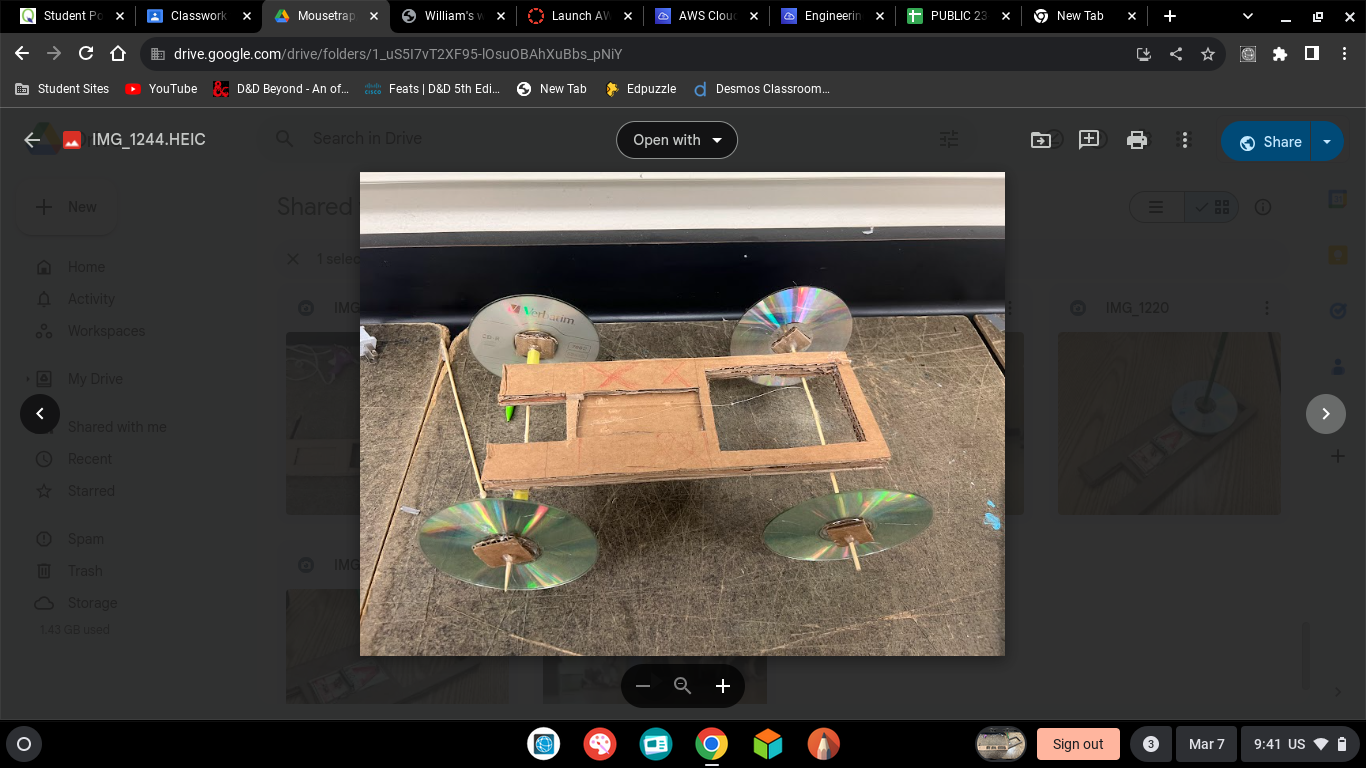 Student Po
Classwork
Mousetrap
William's w
Launch AW
AWS Clou
Engineerin
PUBLIC 23
New Tab
drive.google.com/drive/folders/1_uS5I7vT2XF95-lOsuOBAhXuBbs_pNiY
Student Sites
YouTube
D&D Beyond - An of...
Feats | D&D 5th Edi...
New Tab
Edpuzzle
Desmos Classroom...
IMG_1244.HEIC
Search in Drive
Open with
Share
New
Shared
Home
1 selec
Activity
IMG
IMG_1220
Workspaces
Verbatim
My Drive
Shared with me
Recent
Starred
Spam
IMG
Trash
Storage
1.43 GB used
Sign out
3
Mar 7
9:41 US